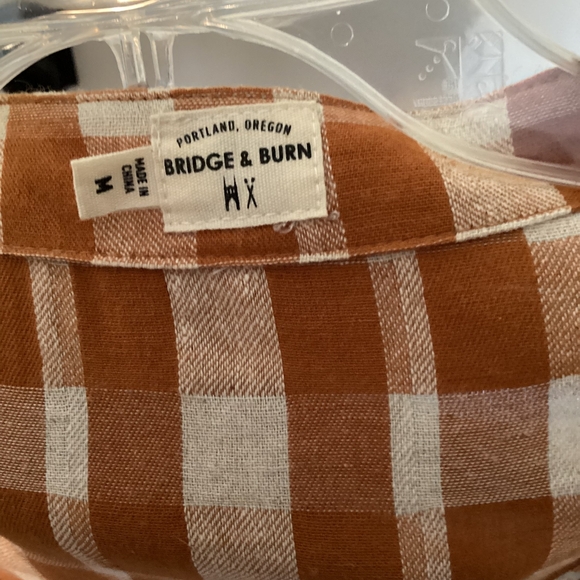 PORTLAND, OREGON
BRIDGE & BURN
MADE IN
CHINA
M